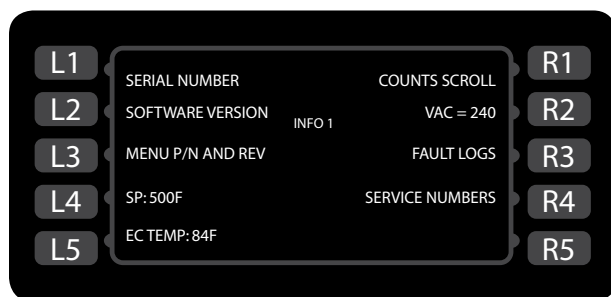 L1
SERIAL NUMBER
COUNTS SCROLL
R1
L2
SOFTWARE VERSION
INFO 1
VAC = 240
R2
L3
MENU P/N AND REV
FAULT LOGS
R3
L4
SP: 500F
SERVICE NUMBERS
R4
L5
EC TEMP: 84F
R5